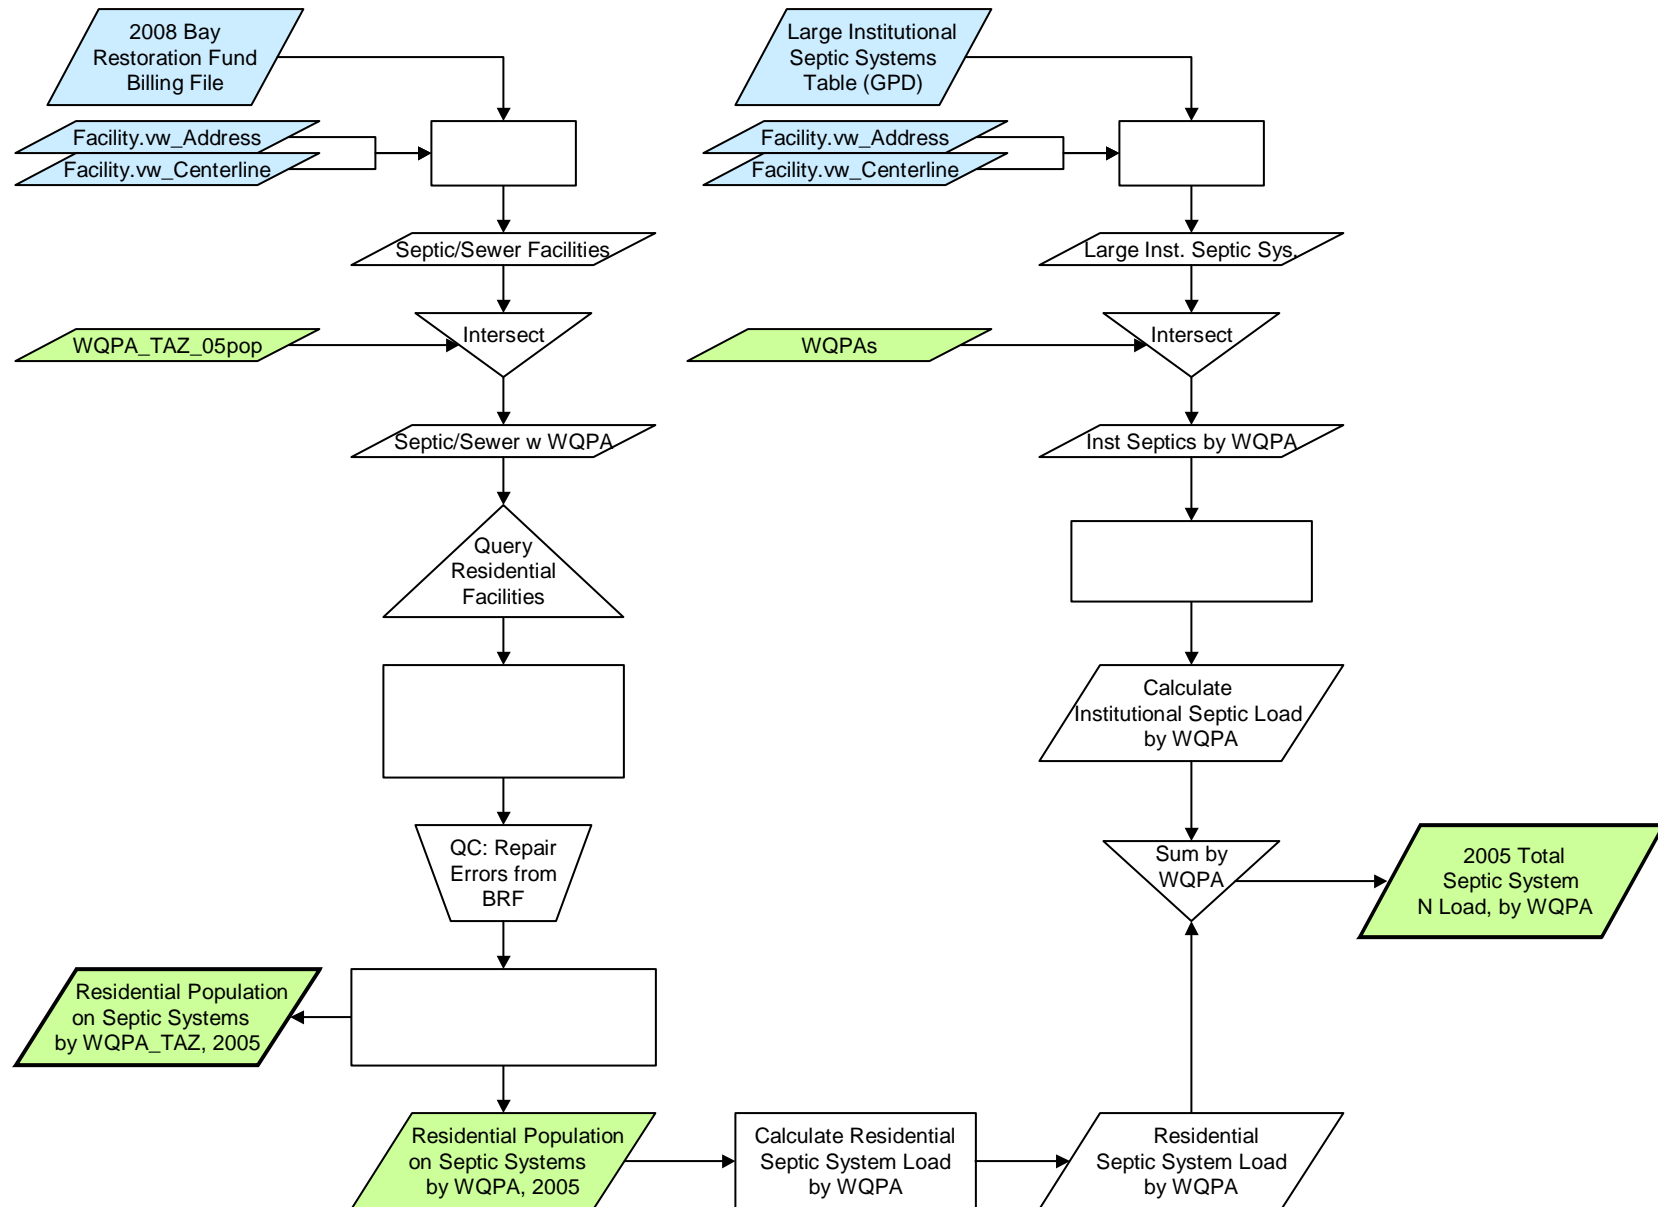 2008 Bay
Restoration Fund
Billing File
Facility.vw_Address
Facility.vw_Centerline
Septic/Sewer Facilities
WQPA_TAZ_05pop
Intersect
Septic/Sewer w WQPA
Query
Residential
Facilities
QC: Repair
Errors from
BRF
Residential Population
on Septic Systems
by WQPA_TAZ, 2005
Residential Population
on Septic Systems
by WQPA, 2005
Calculate Residential
Septic System Load
by WQPA
Residential
Septic System Load
by WQPA
Large Institutional
Septic Systems
Table (GPD)
Facility.vw_Address
Facility.vw_Centerline
Large Inst. Septic Sys.
WQPAs
Intersect
Inst Septics by WQPA
Calculate
Institutional Septic Load
by WQPA
Sum by
WQPA
2005 Total
Septic System
N Load, by WQPA